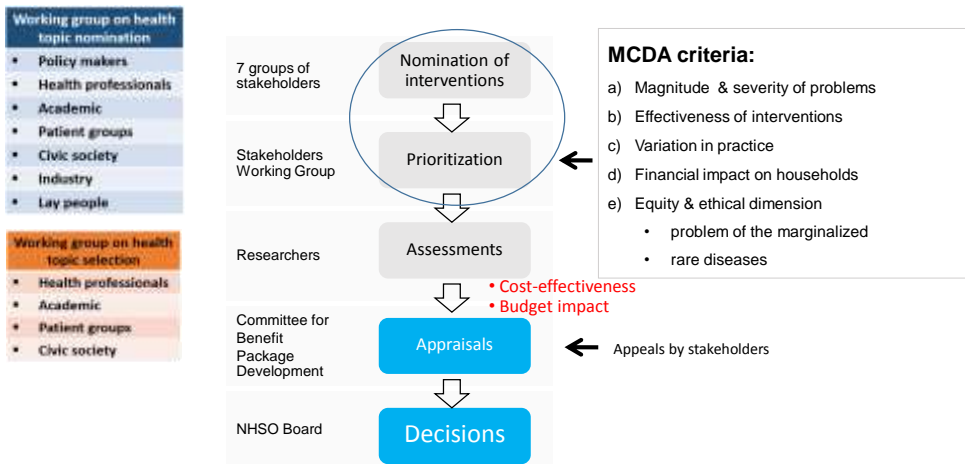 Working group on health
topic nomination
• Policy makers
• Health professionals
• Academic
• Patient groups
• Civic society
• Industry
• Lay people
Working group on health
topic selection
• Health professionals
• Academic
• Patient groups
• Civic society
7 groups of
stakeholders
Nomination of
interventions
Stakeholders
Working Group
Prioritization
Researchers
Assessments
• Cost-effectiveness
• Budget impact
Committee for
Benefit
Package
Development
Appraisals
Appeals by stakeholders
NHSO Board
Decisions
MCDA criteria:
a) Magnitude & severity of problems
b) Effectiveness of interventions
c) Variation in practice
d) Financial impact on households
e) Equity & ethical dimension
• problem of the marginalized
• rare diseases